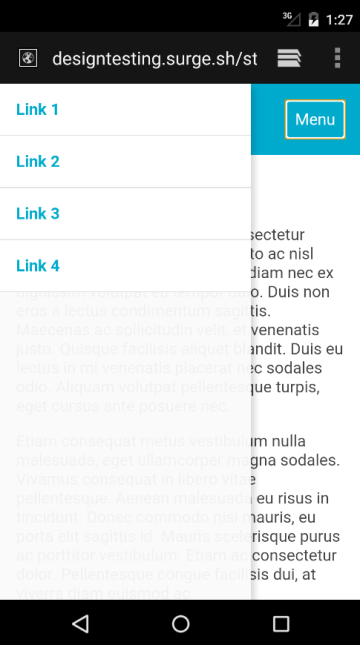 3G 1:27
designtesting.surge.sh/st
Menu
Link 1
Link 2
Link 3
Link 4
sectetur
to ac nisl
diam nec ex
dignissim volutpat eu tempor odio. Duis non
eros a lectus condimentum sagittis.
Maecenas ac sollicitudin velit, et venenatis
justo. Quisque facilisis aliquet blandit. Duis eu
lectus in mi venenatis placerat nec sodales
odio. Aliquam volutpat pellentesque turpis,
eget cursus ante posuere nec.
Etiam consequat metus vestibulum nulla
malesuada, eget ullamcorper magna sodales.
Vivamus consequat in libero vitae
pellentesque. Aenean malesuada eu risus in
tincidunt. Donec commodo nisi mauris, eu
porta elit sagittis id. Mauris scelerisque purus
ac porttitor vestibulum. Etiam ac consectetur
dolor. Pellentesque congue facilisis dui, at
viverra diam euismod ac.